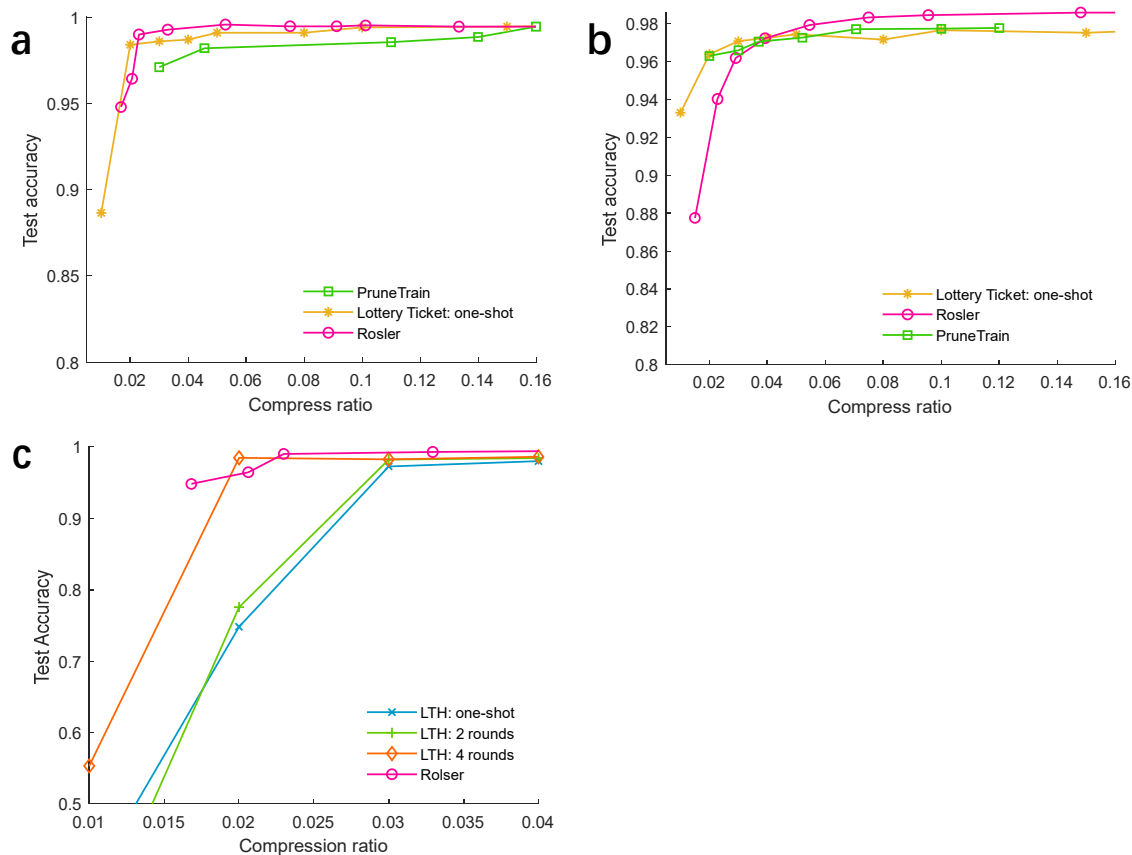 a
1
0.95
0.9
0.85
0.8
Test accuracy
PruneTrain
Lottery Ticket: one-shot
Rosler
0.02 0.04 0.06 0.08 0.1 0.12 0.14 0.16
Compress ratio
b
0.98
0.96
0.94
0.92
0.9
0.88
0.86
0.84
0.82
0.8
Test accuracy
Lottery Ticket: one-shot
Rosler
PruneTrain
0.02 0.04 0.06 0.08 0.1 0.12 0.14 0.16
Compress ratio
c
1
0.9
0.8
0.7
0.6
0.5
Test Accuracy
LTH: one-shot
LTH: 2 rounds
LTH: 4 rounds
Rolser
0.01 0.015 0.02 0.025 0.03 0.035 0.04
Compression ratio